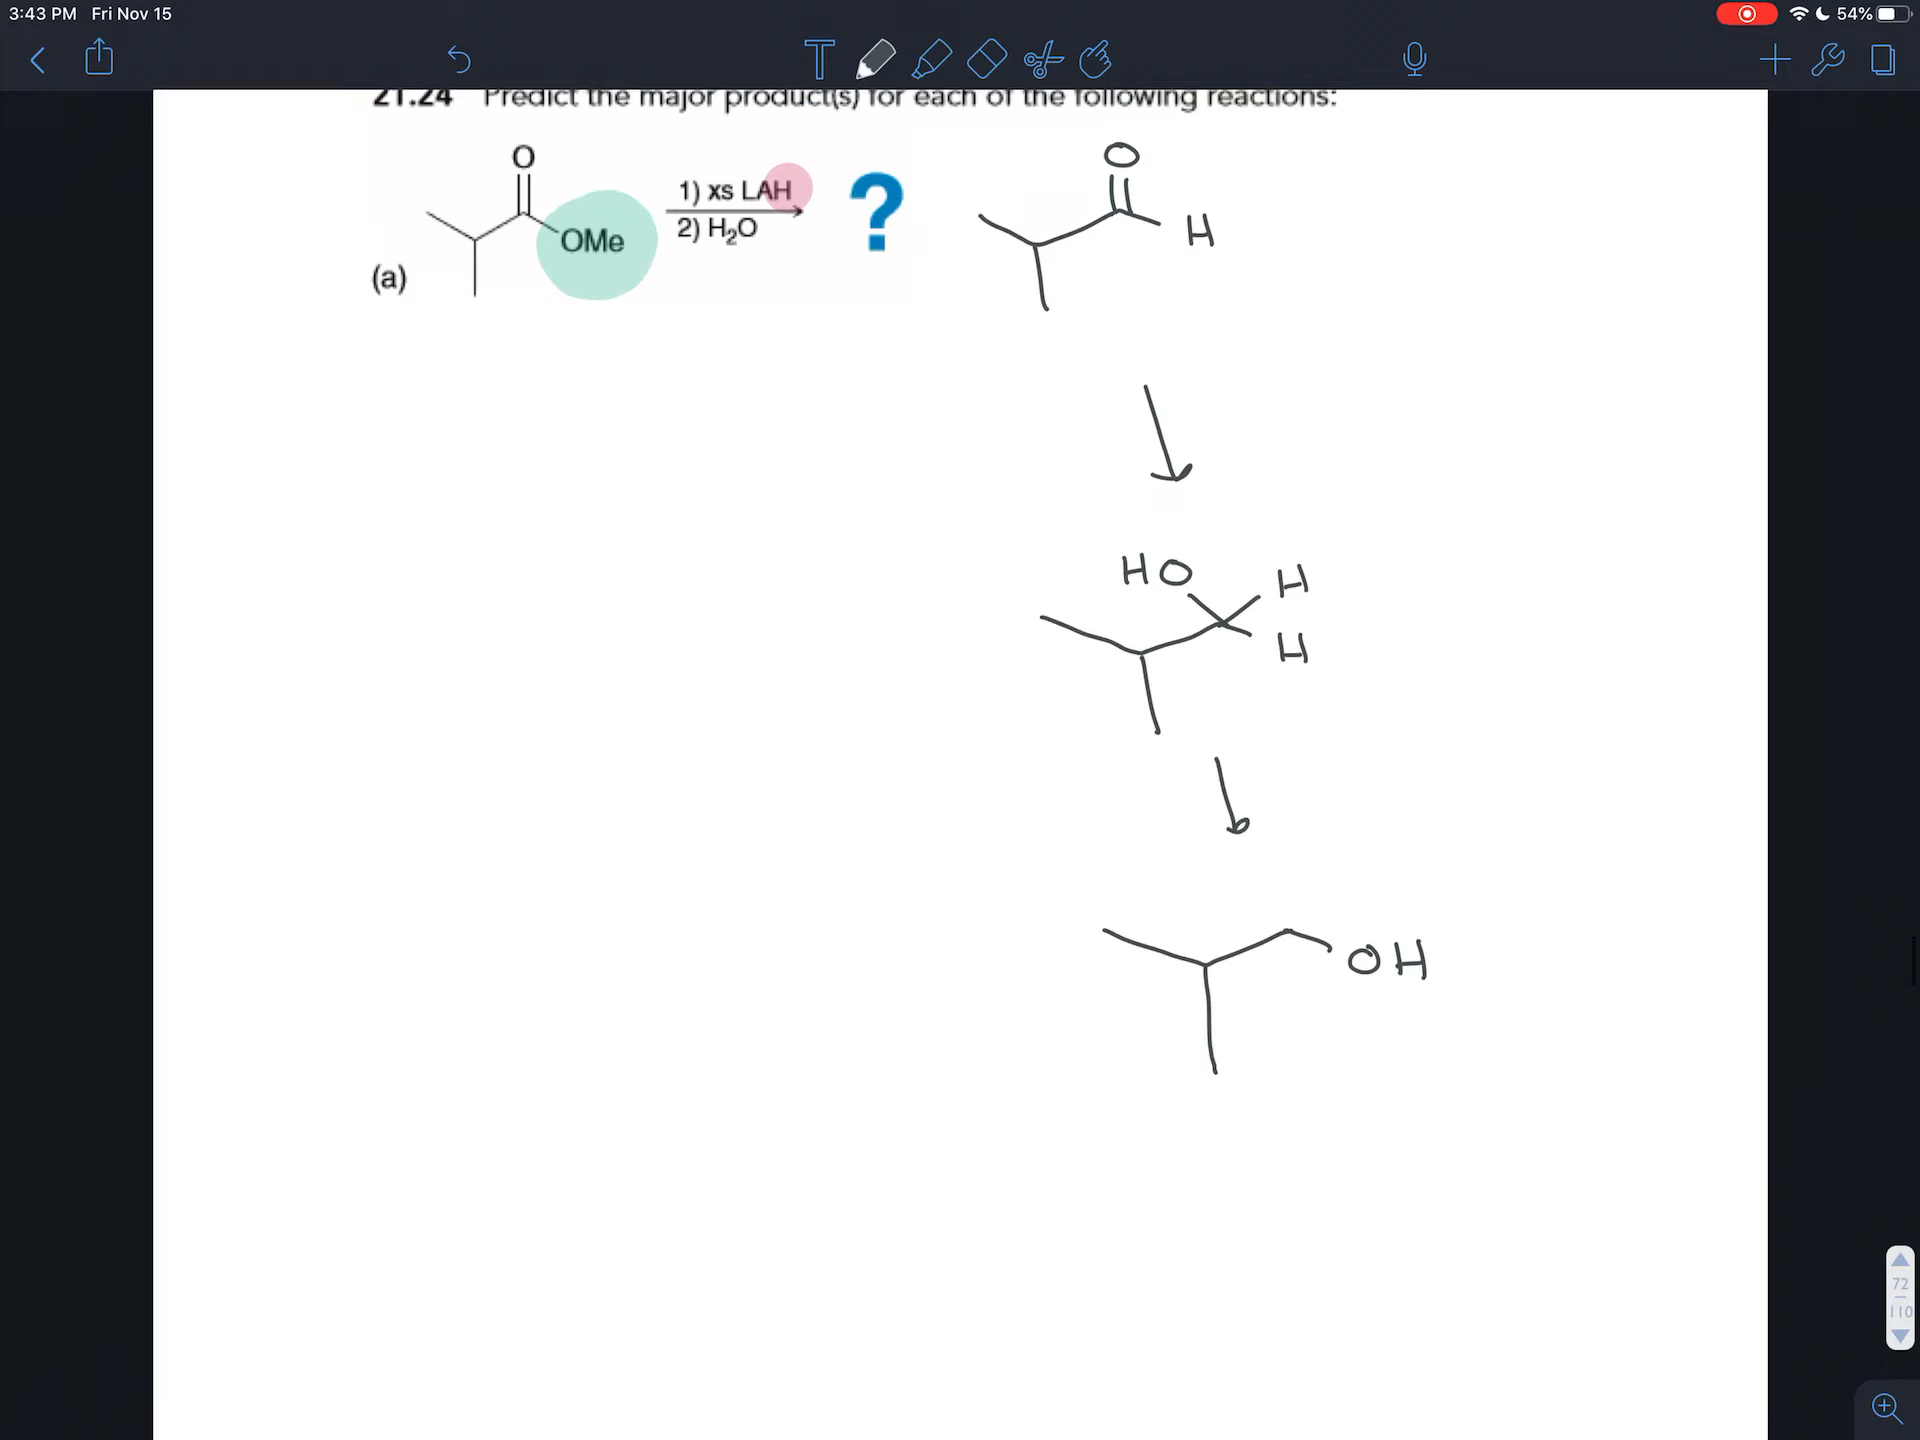 3:43 PM Fri Nov 15
54%
T
21.24 Predict the major product(s) for each of the following reactions:
O
OMe
(a)
1) xs LAH
2) H₂O
?
O
H
HO
H
H
OH
72
110